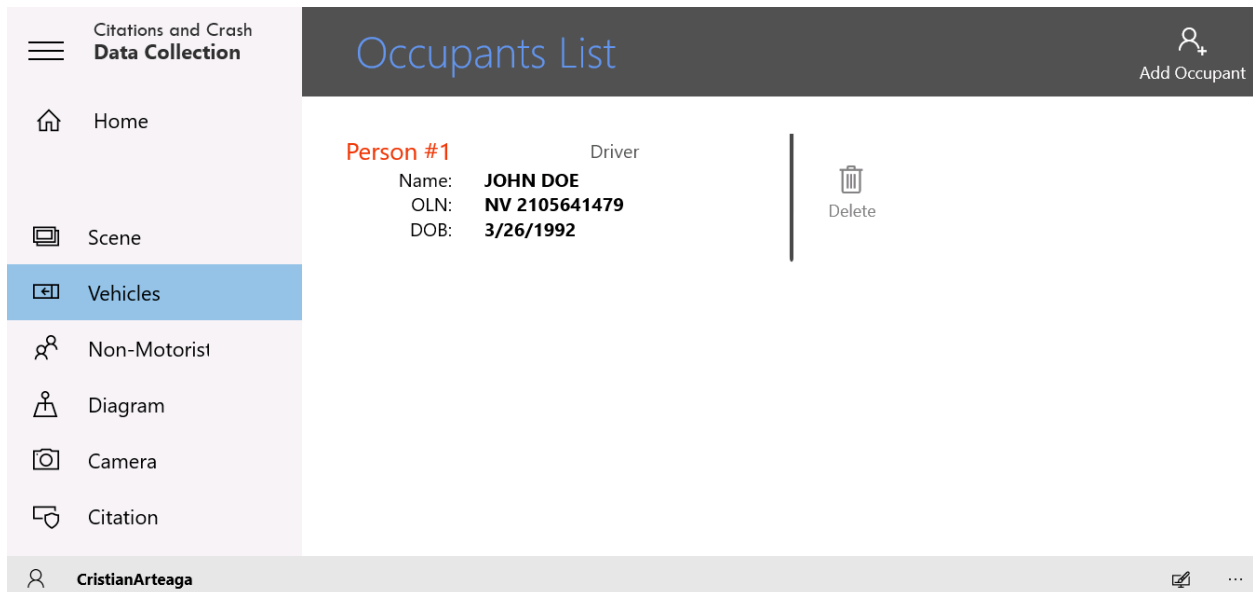 Citations and Crash
Data Collection
Home
Scene
Vehicles
Non-Motorist
Diagram
Camera
Citation
Occupants List
Add Occupant
Person #1 Driver
Name: JOHN DOE
OLN: NV 2105641479
DOB: 3/26/1992
Delete
CristianArteaga
...